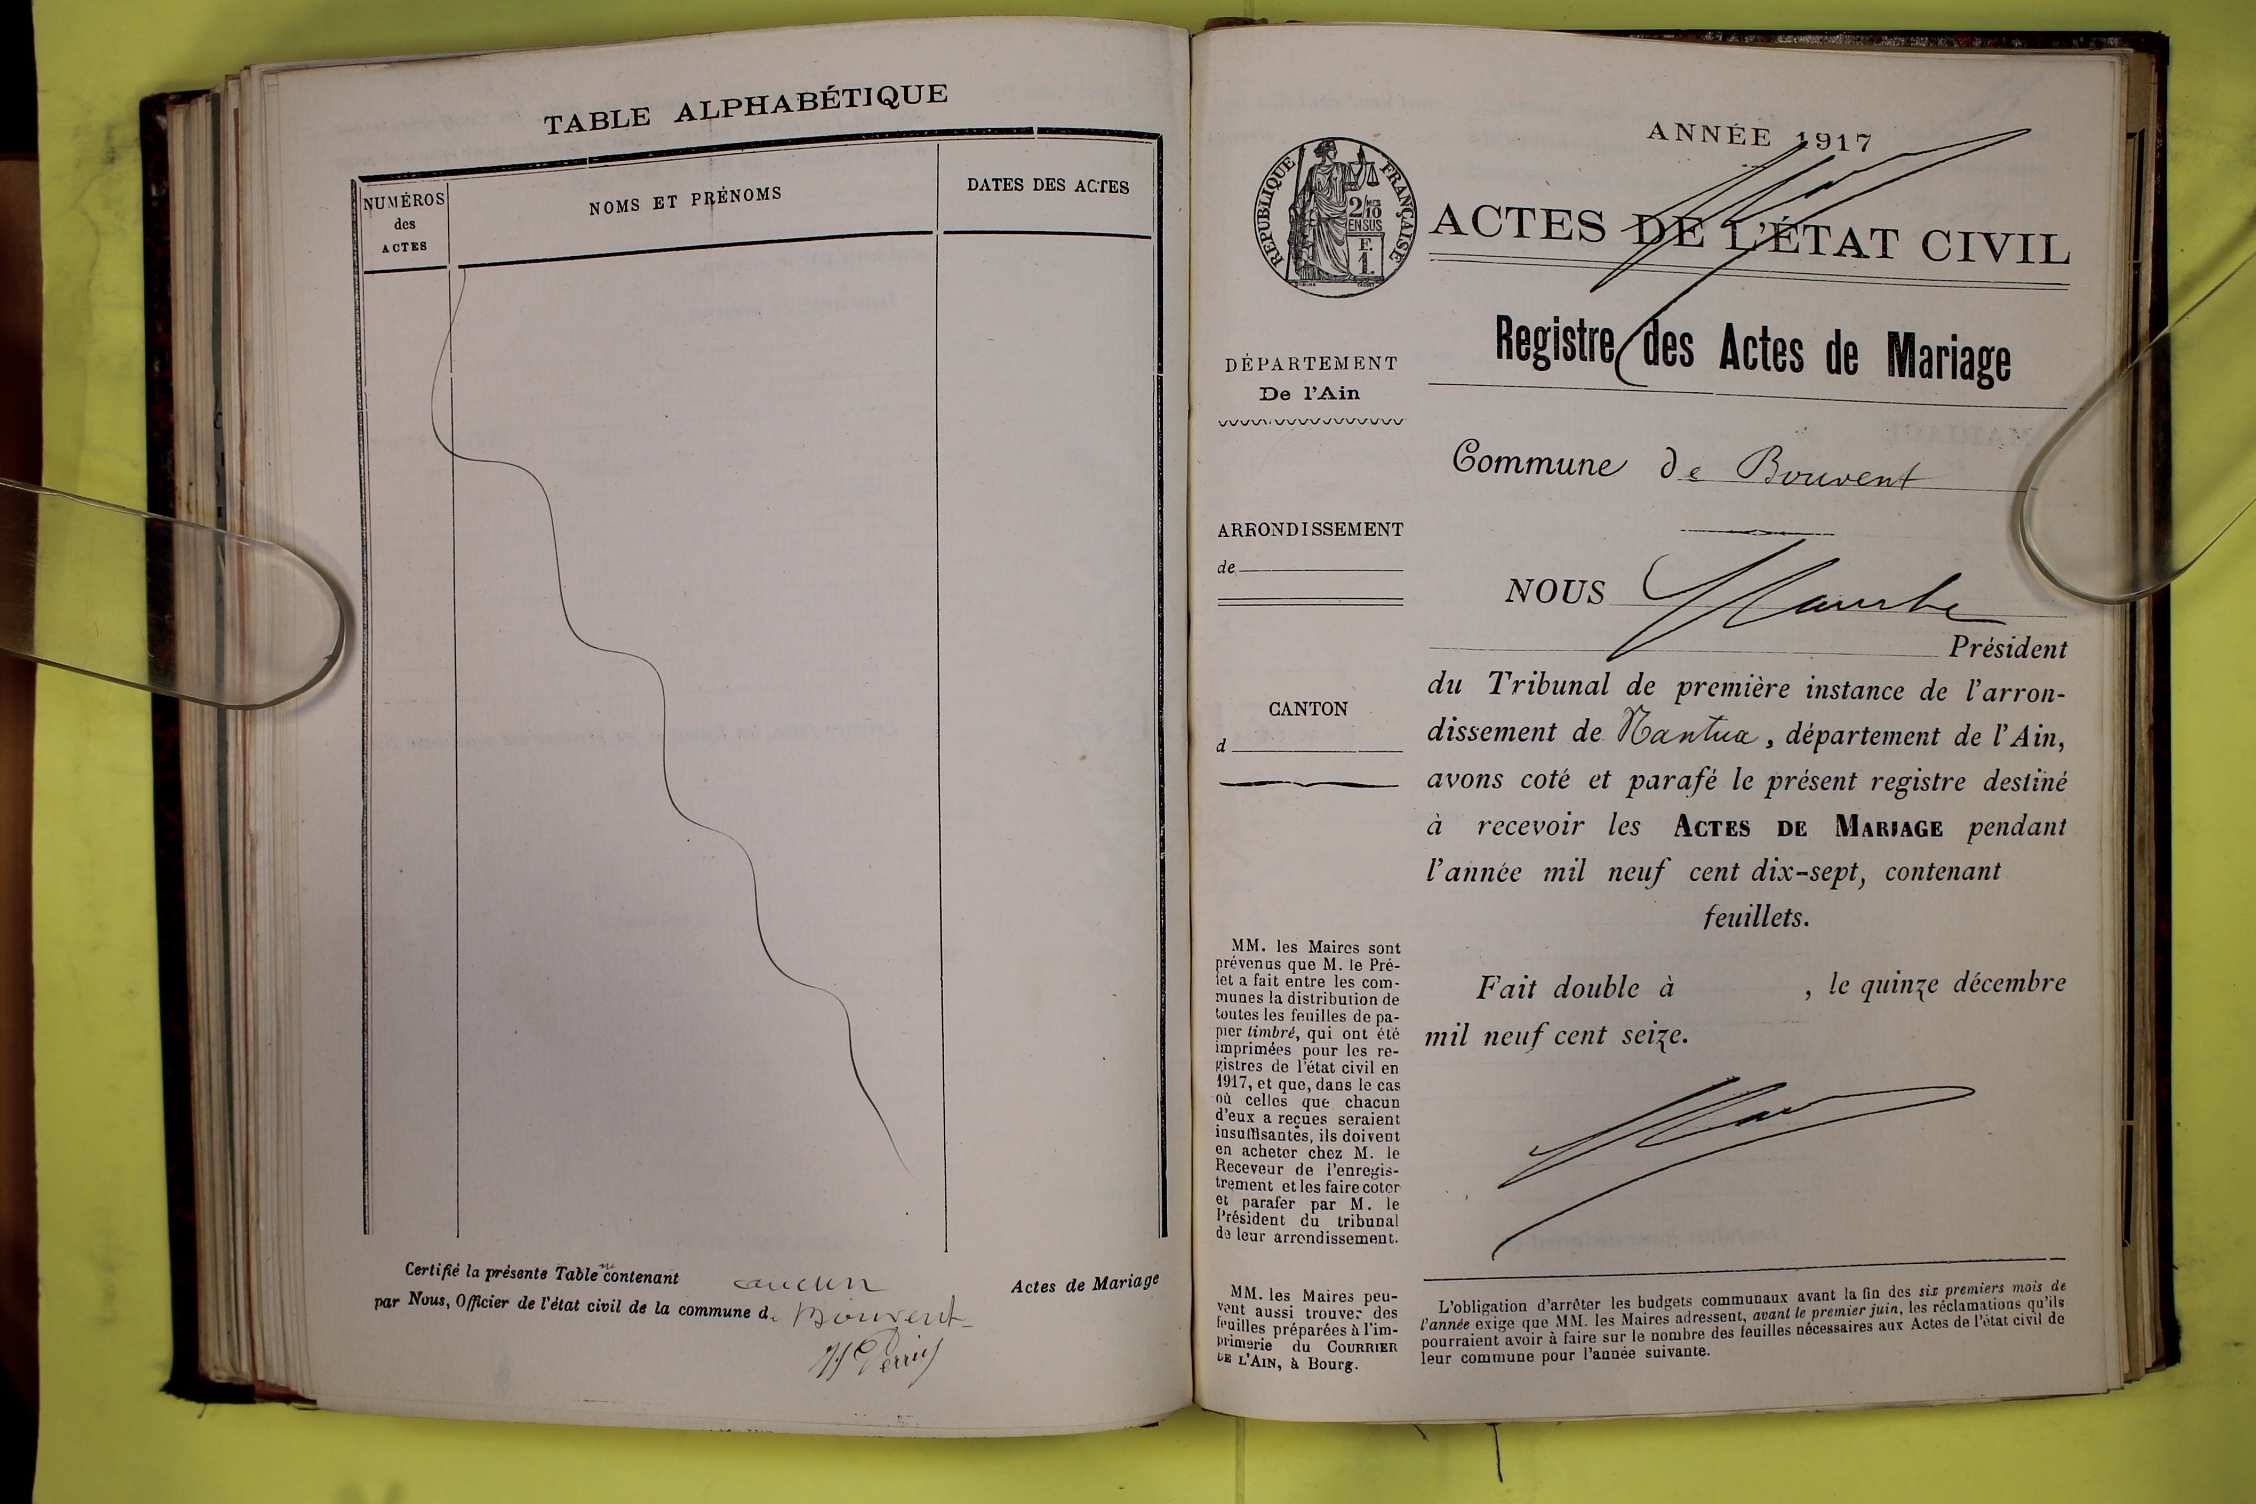 TABLE ALPHABÉTIQUE
NUMÉROS
des
ACTES
NOMS ET PRÉNOMS
DATES DES ACTES
Certifié la présente Table ne contenant aucun Actes de Mariage
par Nous, Officier de l'état civil de la commune de Bouvent
ANNÉE 1917
RÉPUBLIQUE FRANÇAISE
2/10
EN SUS
F.
1.
ACTES DE L'ÉTAT CIVIL
Registre des Actes de Mariage
DÉPARTEMENT
De l'Ain
ARRONDISSEMENT
de
CANTON
d
MM. les Maires sont
prévenus que M. le Pré-
fet a fait entre les com-
munes la distribution de
toutes les feuilles de pa-
pier timbré, qui ont été
imprimées pour les re-
gistres de l'état civil en
1917, et que, dans le cas
où celles que chacun
d'eux a reçues seraient
insuffisantes, ils doivent
en acheter chez M. le
Receveur de l'enregis-
trement et les faire coter
et parafer par M. le
Président du tribunal
de leur arrondissement.
MM. les Maires peu-
vent aussi trouver des
feuilles préparées à l'im-
primerie du COURRIER
DE L'AIN, à Bourg.
Commune de Bouvent
NOUS
Président
du Tribunal de première instance de l'arron-
dissement de Nantua, département de l'Ain,
avons coté et parafé le présent registre destiné
à recevoir les ACTES DE MARIAGE pendant
l'année mil neuf cent dix-sept, contenant
feuillets.
Fait double à , le quinze décembre
mil neuf cent seize.
L'obligation d'arrêter les budgets communaux avant la fin des six premiers mois de
l'année exige que MM. les Maires adressent, avant le premier juin, les réclamations qu'ils
pourraient avoir à faire sur le nombre des feuilles nécessaires aux Actes de l'état civil de
leur commune pour l'année suivante.